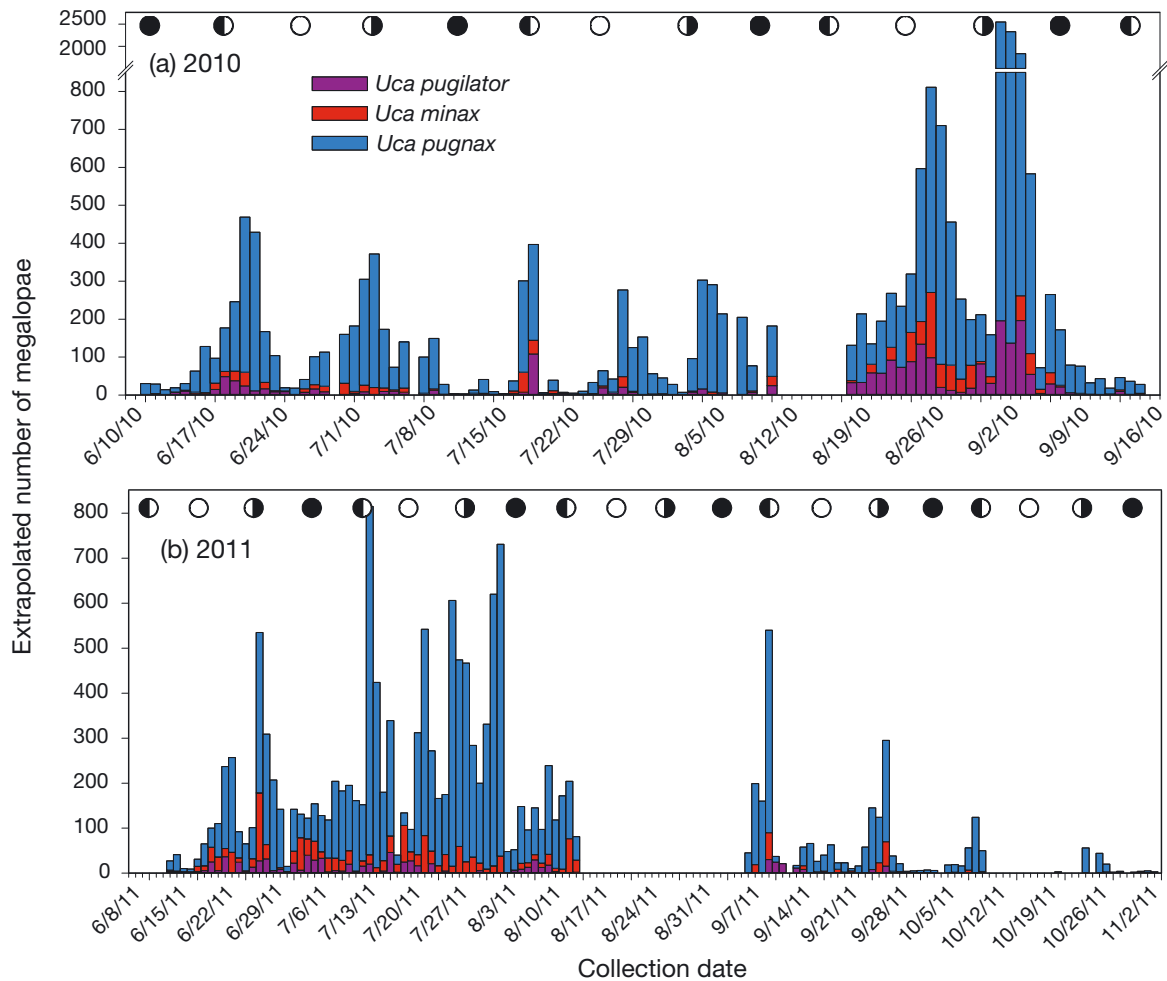 2500
2000
(a) 2010
Uca pugilator
Uca minax
Uca pugnax
800
700
600
500
400
300
200
100
0
6/10/10 6/17/10 6/24/10 7/1/10 7/8/10 7/15/10 7/22/10 7/29/10 8/5/10 8/12/10 8/19/10 8/26/10 9/2/10 9/9/10 9/16/10
Extrapolated number of megalopae
(b) 2011
800
700
600
500
400
300
200
100
0
6/8/11 6/15/11 6/22/11 6/29/11 7/6/11 7/13/11 7/20/11 7/27/11 8/3/11 8/10/11 8/17/11 8/24/11 8/31/11 9/7/11 9/14/11 9/21/11 9/28/11 10/5/11 10/12/11 10/19/11 10/26/11 11/2/11
Collection date